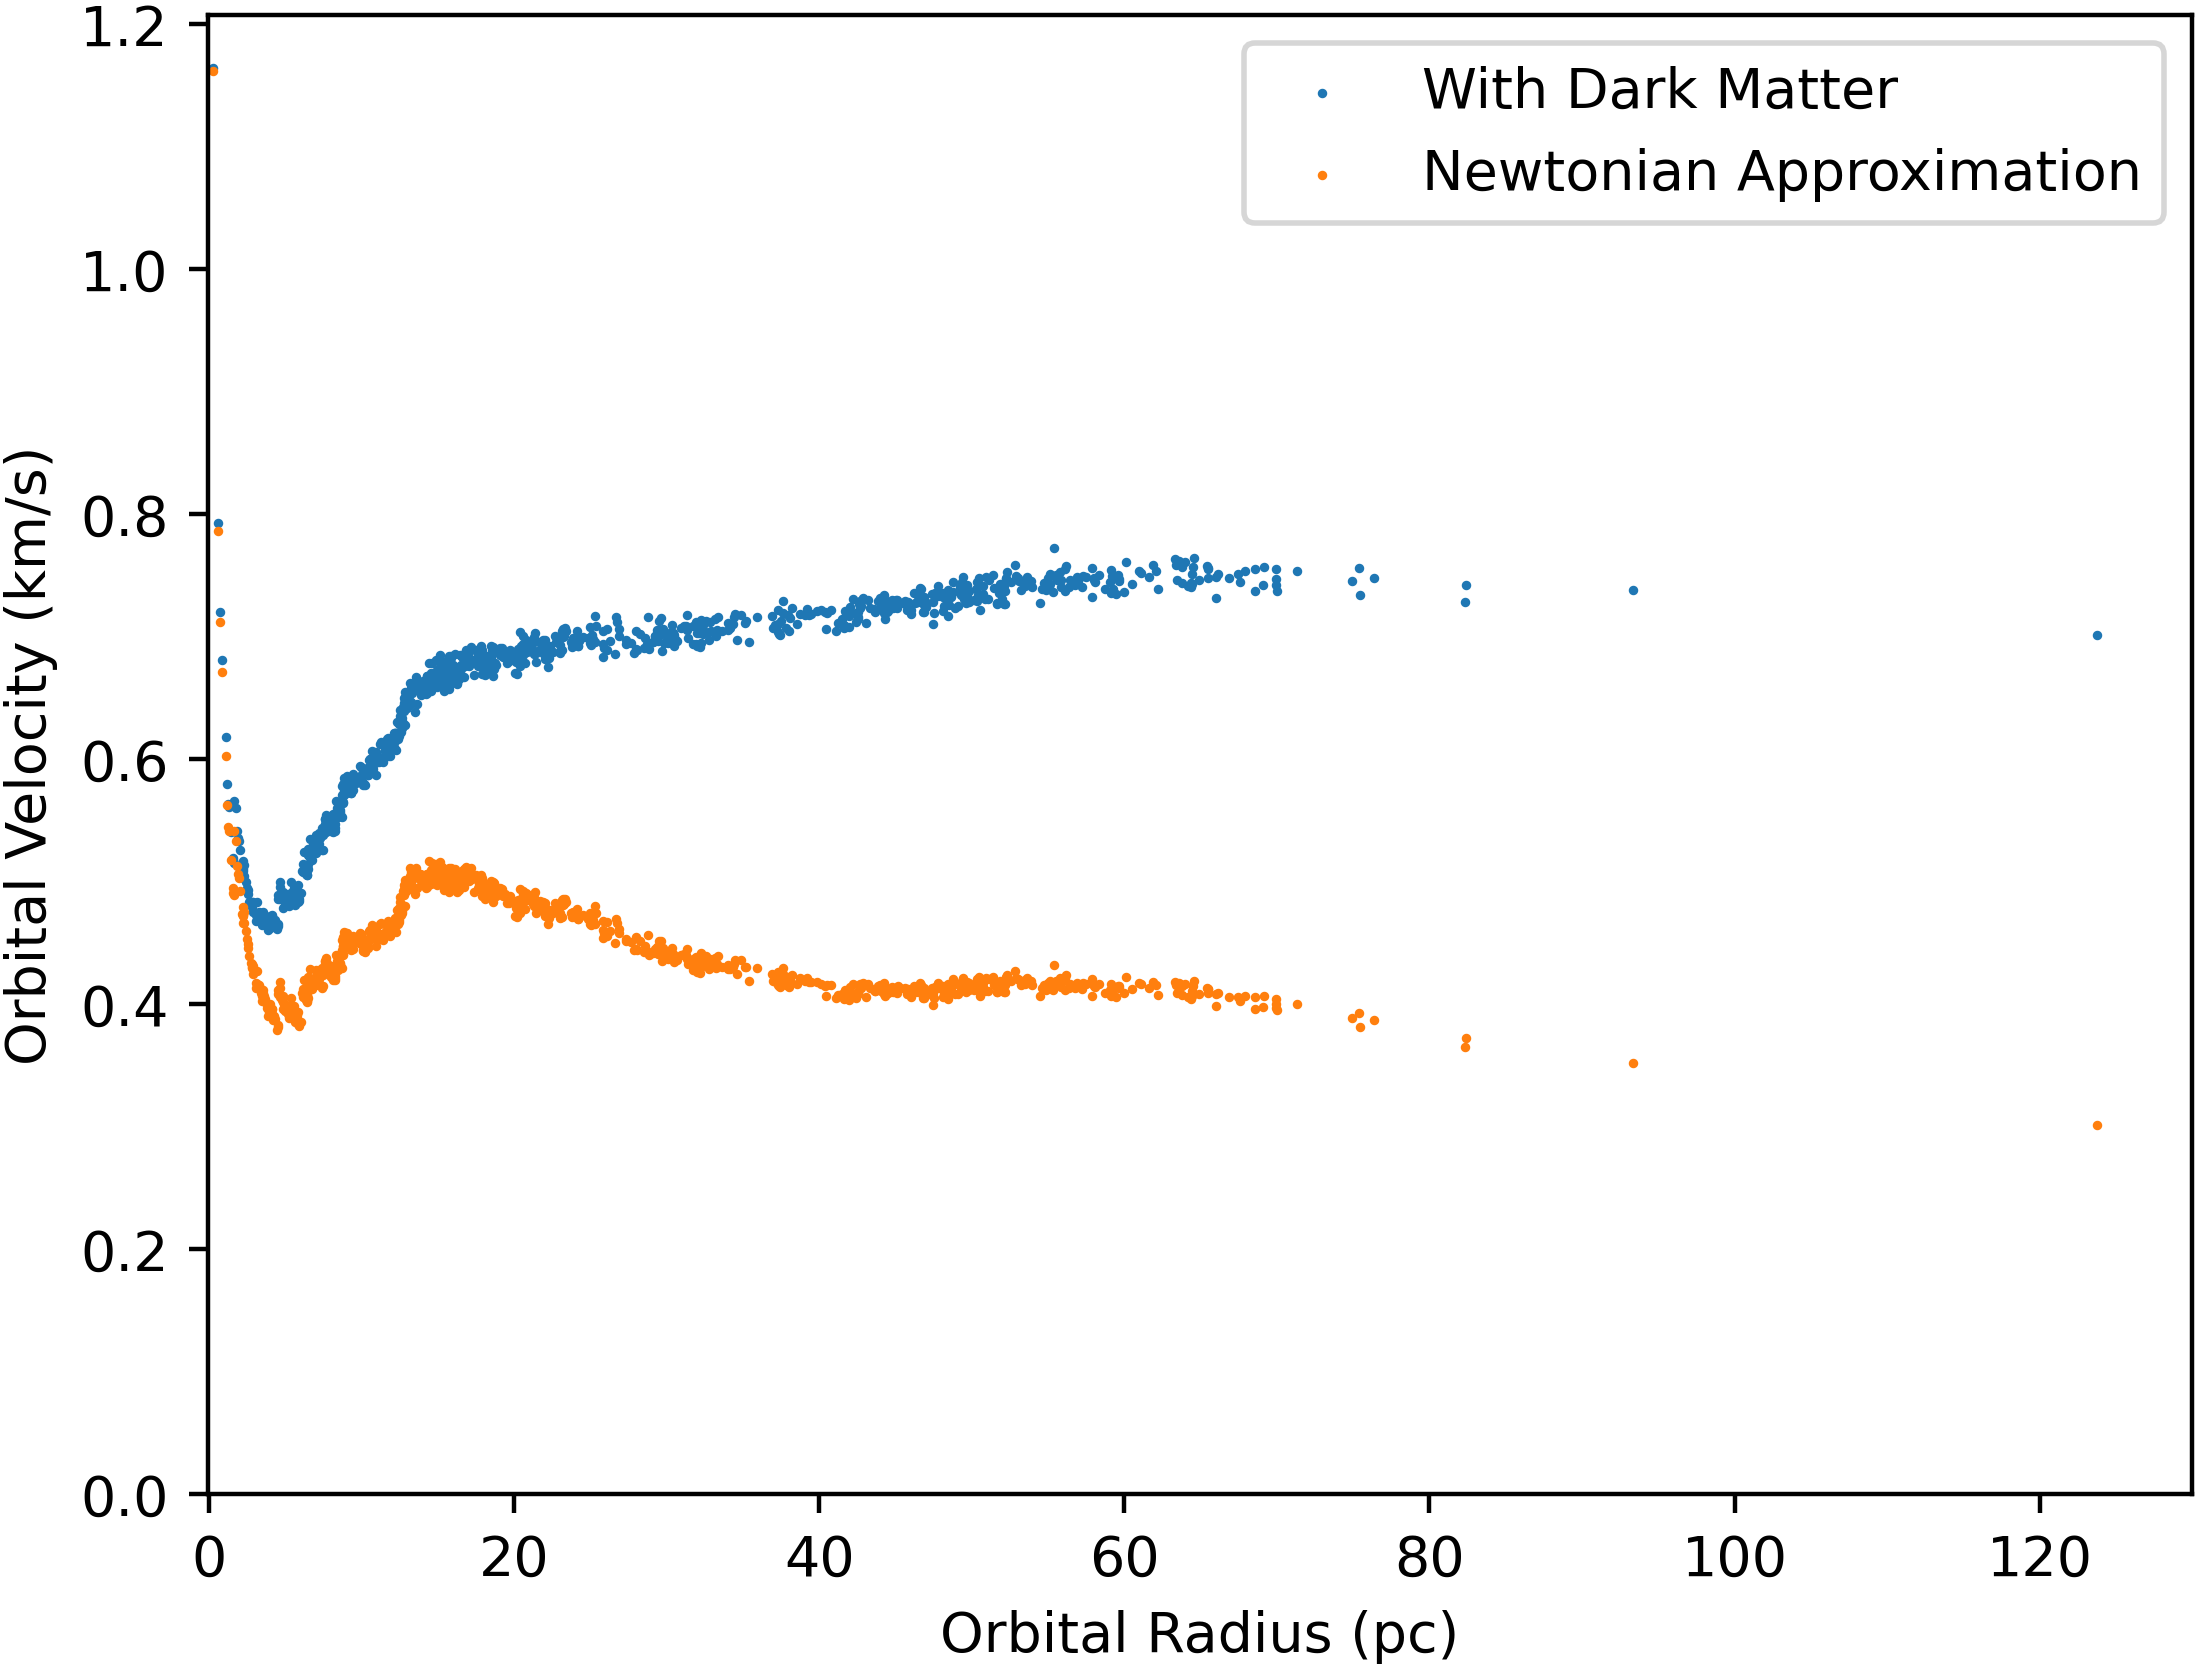 1.2
1.0
0.8
0.6
0.4
0.2
0.0
Orbital Velocity (km/s)
With Dark Matter
Newtonian Approximation
0 20 40 60 80 100 120
Orbital Radius (pc)